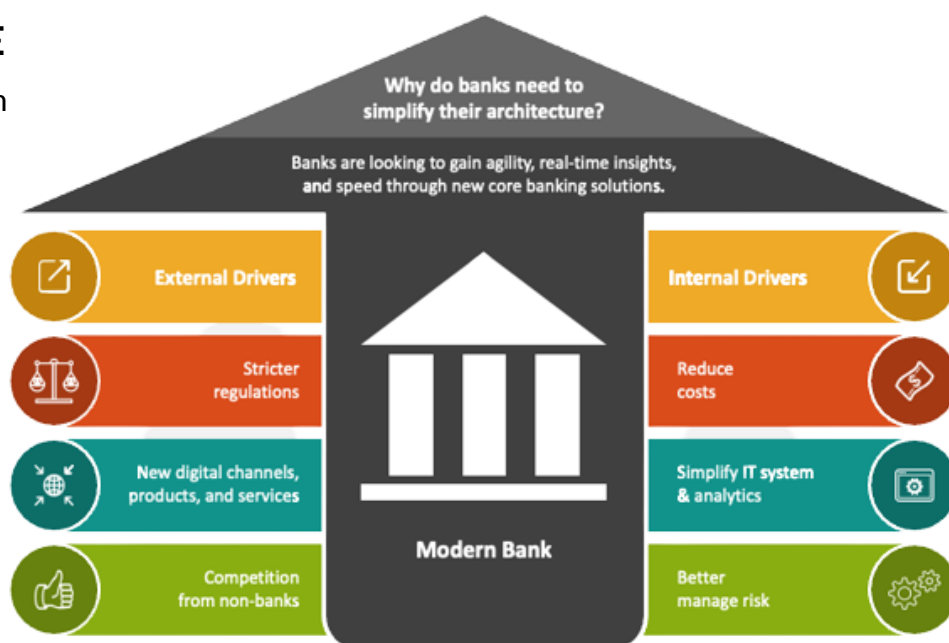 E
n
Why do banks need to
simplify their architecture?
Banks are looking to gain agility, real-time insights,
and speed through new core banking solutions.
External Drivers
Stricter
regulations
New digital channels,
products, and services
Competition
from non-banks
Modern Bank
Internal Drivers
Reduce
costs
Simplify IT system
& analytics
Better
manage risk